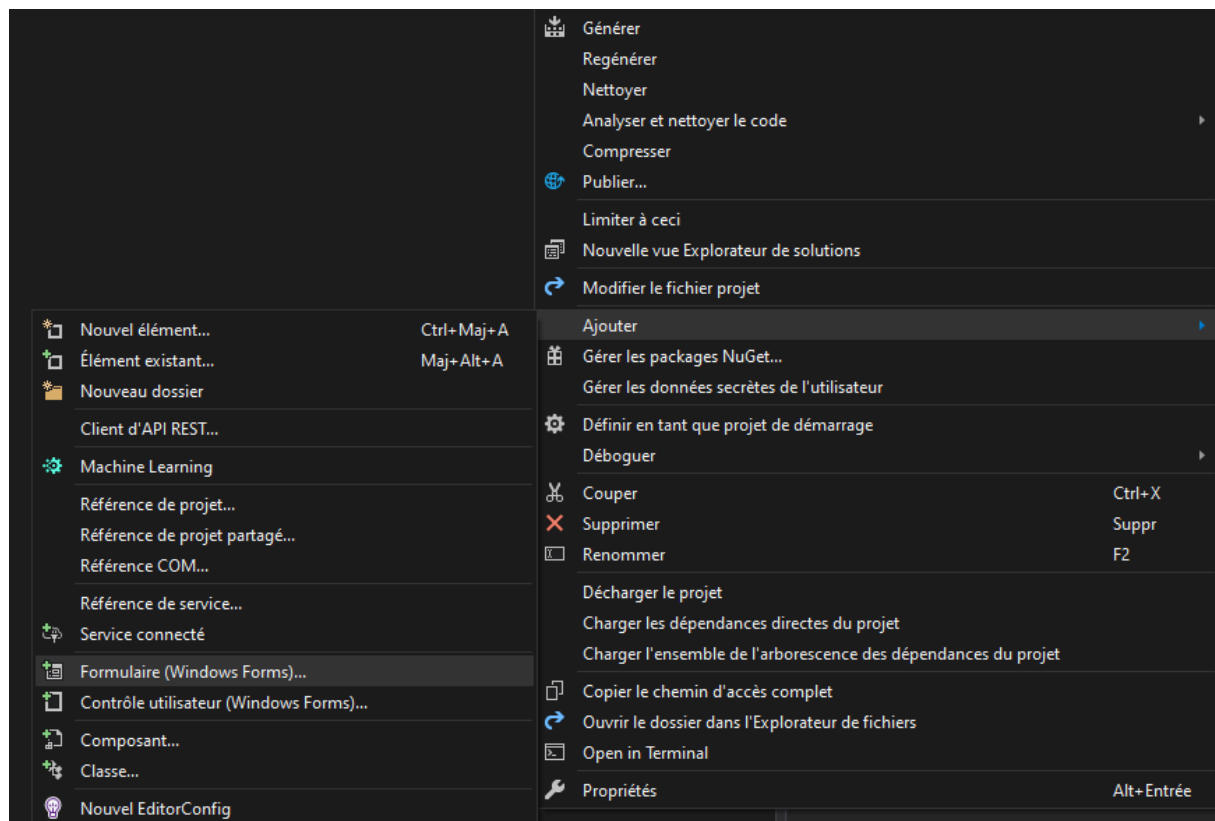 Générer
Regénérer
Nettoyer
Analyser et nettoyer le code
Compresser
Publier...
Limiter à ceci
Nouvelle vue Explorateur de solutions
Modifier le fichier projet
Ajouter
Gérer les packages NuGet...
Gérer les données secrètes de l'utilisateur
Définir en tant que projet de démarrage
Déboguer
Couper Ctrl+X
Supprimer Suppr
Renommer F2
Décharger le projet
Charger les dépendances directes du projet
Charger l'ensemble de l'arborescence des dépendances du projet
Copier le chemin d'accès complet
Ouvrir le dossier dans l'Explorateur de fichiers
Open in Terminal
Propriétés Alt+Entrée
Nouvel élément... Ctrl+Maj+A
Élément existant... Maj+Alt+A
Nouveau dossier
Client d'API REST...
Machine Learning
Référence de projet...
Référence de projet partagé...
Référence COM...
Référence de service...
Service connecté
Formulaire (Windows Forms)...
Contrôle utilisateur (Windows Forms)...
Composant...
Classe...
Nouvel EditorConfig